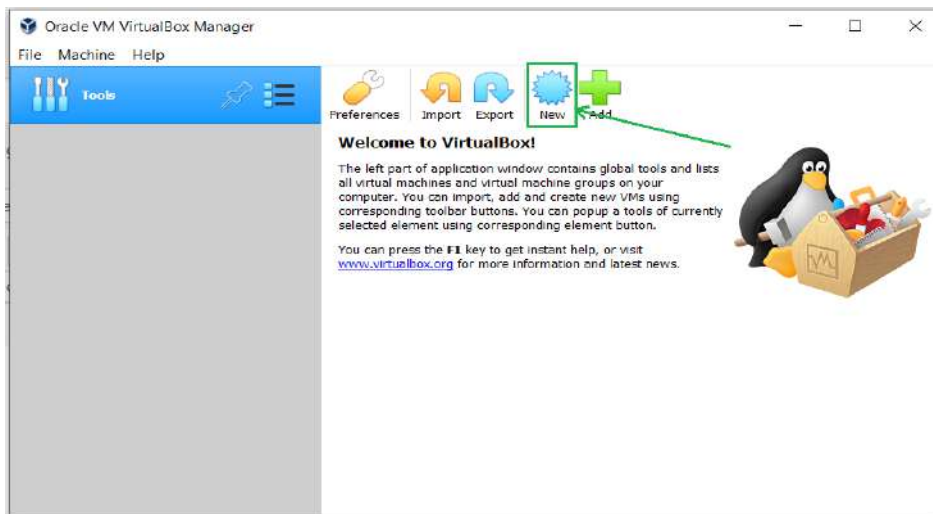 Oracle VM VirtualBox Manager
File Machine Help
Tools
Preferences Import Export New Add
Welcome to VirtualBox!
The left part of application window contains global tools and lists
all virtual machines and virtual machine groups on your
computer. You can import, add and create new VMs using
corresponding toolbar buttons. You can popup a tools of currently
selected element using corresponding element button.
You can press the F1 key to get instant help, or visit
www.virtualbox.org for more information and latest news.